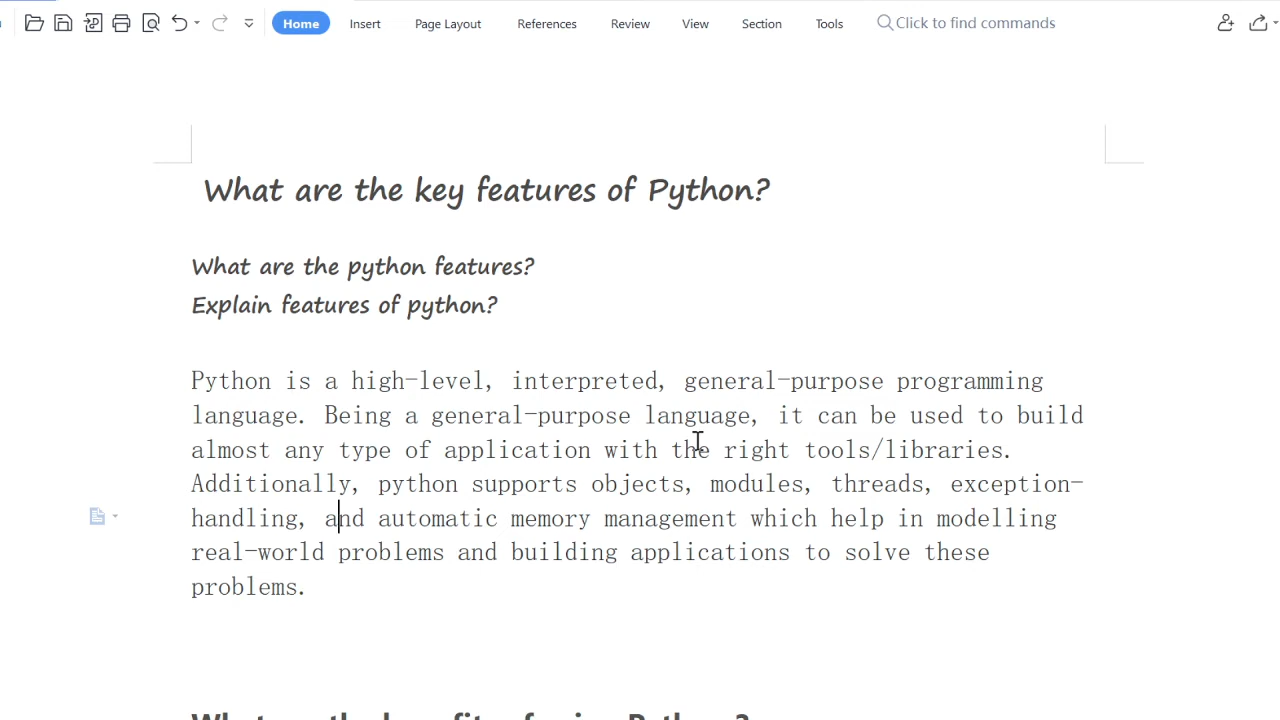 Home Insert Page Layout References Review View Section Tools Click to find commands
What are the key features of Python?
What are the python features?
Explain features of python?
Python is a high-level, interpreted, general-purpose programming
language. Being a general-purpose language, it can be used to build
almost any type of application with the right tools/libraries.
Additionally, python supports objects, modules, threads, exception-
handling, and automatic memory management which help in modelling
real-world problems and building applications to solve these
problems.